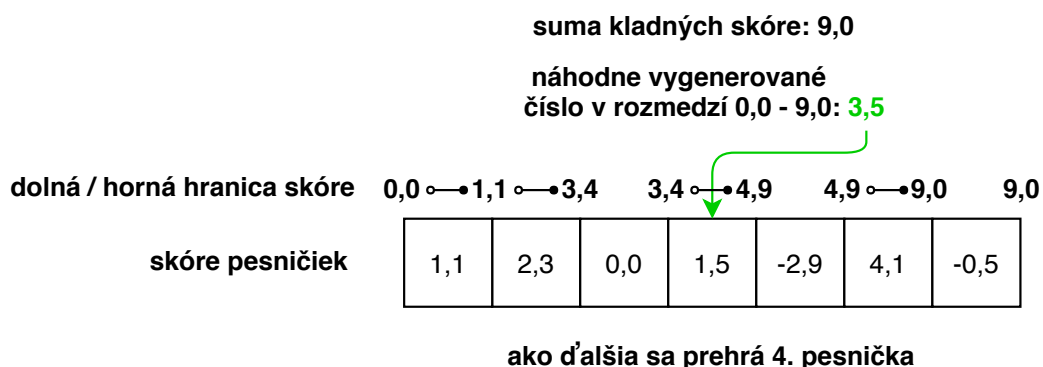 suma kladných skóre: 9,0
náhodne vygenerované
číslo v rozmedzí 0,0 - 9,0: 3,5
dolná / horná hranica skóre 0,0 1,1 3,4 3,4 4,9 4,9 9,0 9,0
skóre pesničiek 1,1 2,3 0,0 1,5 -2,9 4,1 -0,5
ako ďalšia sa prehrá 4. pesnička